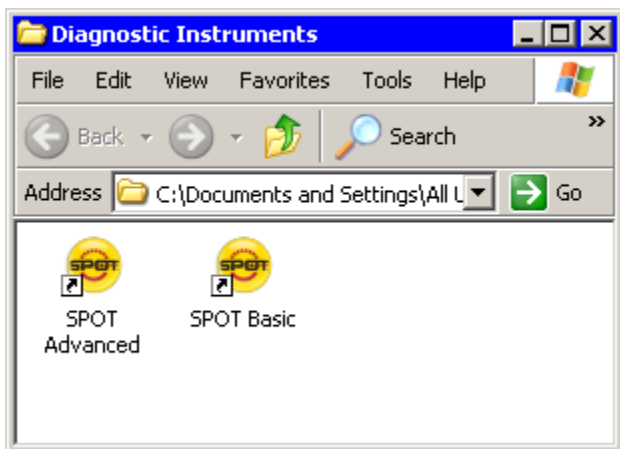 Diagnostic Instruments
File Edit View Favorites Tools Help
Back Search »
Address C:\Documents and Settings\All Go
SPOT SPOT
SPOT Advanced
SPOT Basic